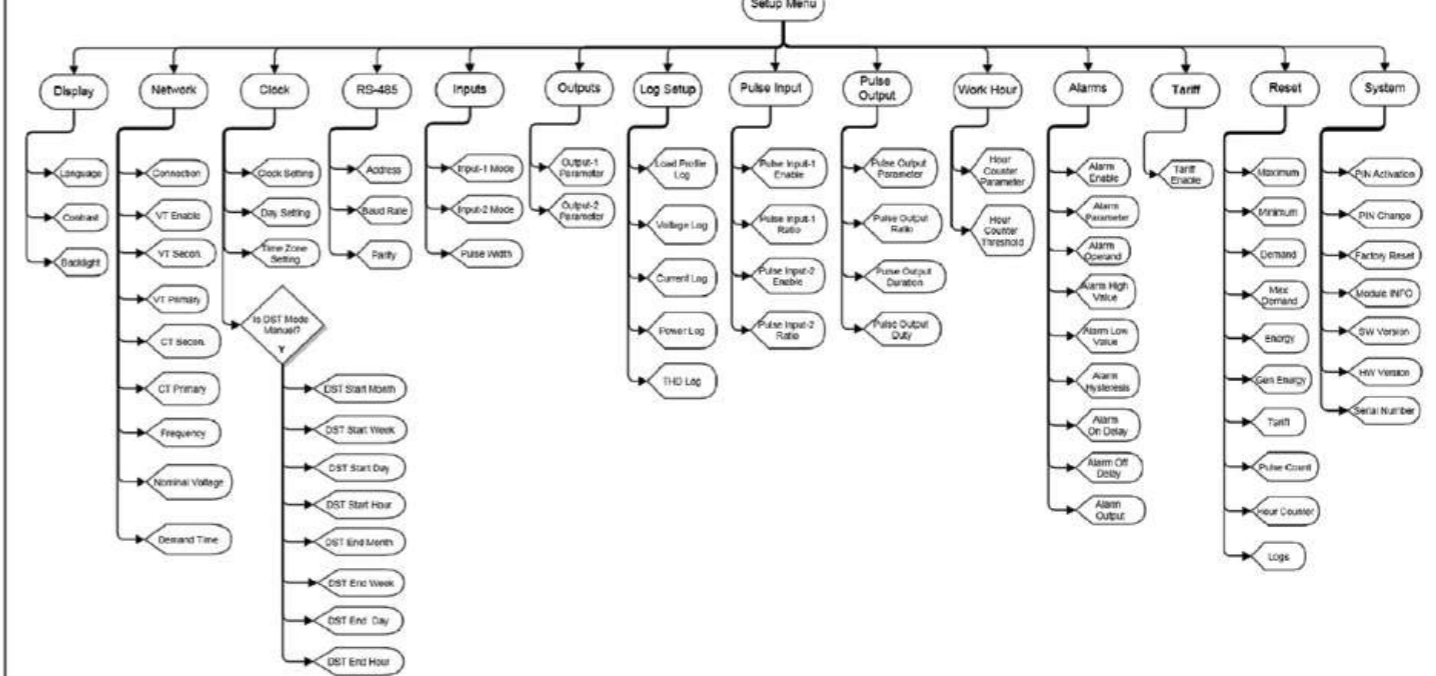 Setup Menu
Display
Network
Clock
RS-485
Inputs
Outputs
Log Setup
Pulse Input
Pulse
Output
Work Hour
Alarms
Tariff
Reset
System
Language
Contrast
Backlight
Connection
VT Enable
VT Secon.
VT Primary
CT Secon.
CT Primary
Frequency
Nominal Voltage
Demand Time
Clock Setting
Day Setting
Time Zone
Setting
Is DST Mode
Manual?
Y
DST Start Month
DST Start Week
DST Start Day
DST Start Hour
DST End Month
DST End Week
DST End Day
DST End Hour
Address
Baud Rate
Parity
Input-1 Mode
Input-2 Mode
Pulse Width
Output-1
Parameter
Output-2
Parameter
Load Profile
Log
Voltage Log
Current Log
Power Log
THD Log
Pulse Input-1
Enable
Pulse Input-1
Ratio
Pulse Input-2
Enable
Pulse Input-2
Ratio
Pulse Output
Parameter
Pulse Output
Ratio
Pulse Output
Duration
Pulse Output
Duty
Hour
Counter
Parameter
Hour
Counter
Threshold
Alarm
Enable
Alarm
Parameter
Alarm
Operand
Alarm High
Value
Alarm Low
Value
Alarm
Hysteresis
Alarm
On Delay
Alarm Off
Delay
Alarm
Output
Tariff
Enable
Maximum
Minimum
Demand
Max
Demand
Energy
Gen Energy
Tariff
Pulse Count
Hour Counter
Logs
PIN Activation
PIN Change
Factory Reset
Module INFO
SW Version
HW Version
Serial Number